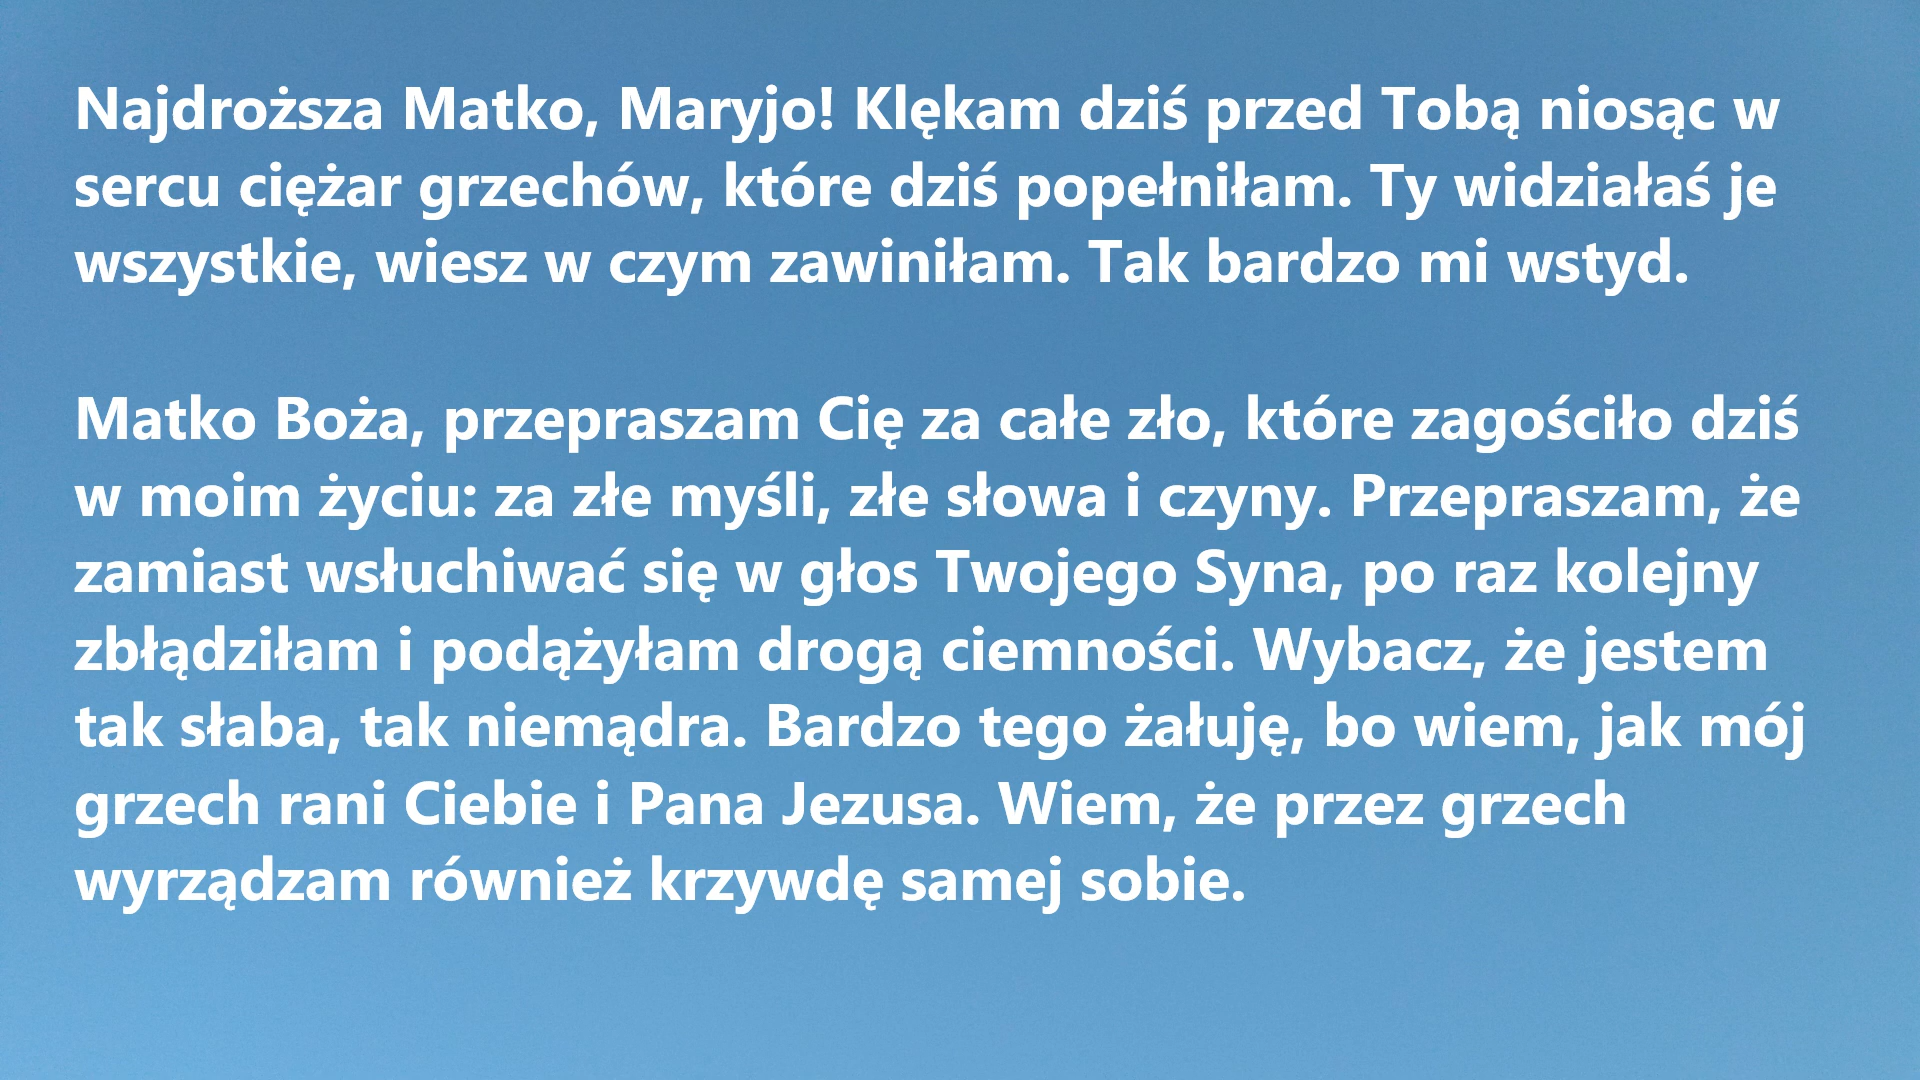 Najdroższa Matko, Maryjo! Klękam dziś przed Tobą niosąc w
sercu ciężar grzechów, które dziś popełniłam. Ty widziałaś je
wszystkie, wiesz w czym zawiniłam. Tak bardzo mi wstyd.
Matko Boża, przepraszam Cię za całe zło, które zagościło dziś
w moim życiu: za złe myśli, złe słowa i czyny. Przepraszam, że
zamiast wsłuchiwać się w głos Twojego Syna, po raz kolejny
zbłądziłam i podążyłam drogą ciemności. Wybacz, że jestem
tak słaba, tak niemądra. Bardzo tego żałuję, bo wiem, jak mój
grzech rani Ciebie i Pana Jezusa. Wiem, że przez grzech
wyrządzam również krzywdę samej sobie.